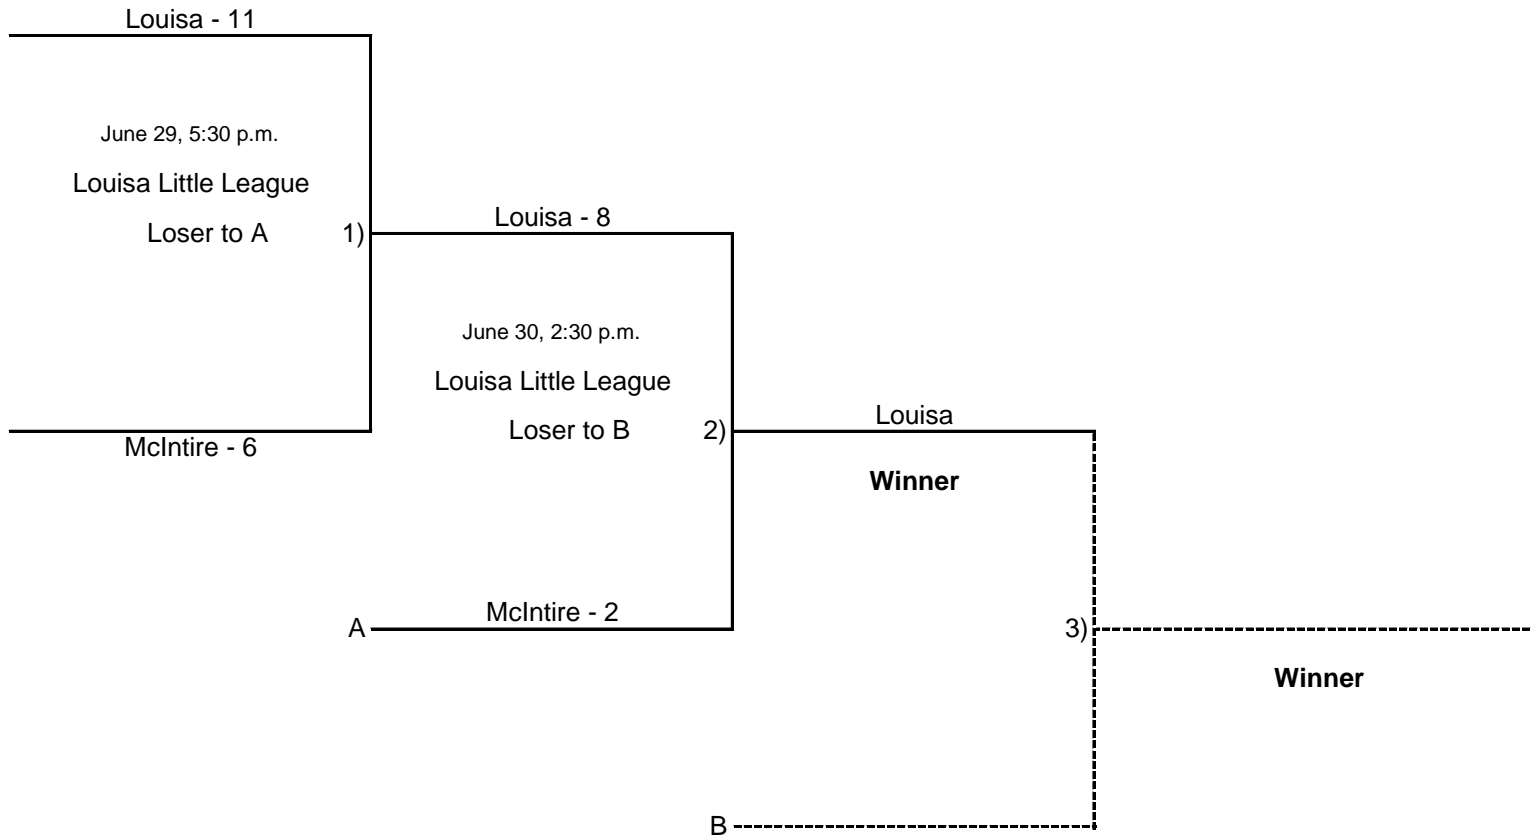 Louisa - 11
June 29, 5:30 p.m.
Louisa Little League
Loser to A
1)
McIntire - 6
Louisa - 8
June 30, 2:30 p.m.
Louisa Little League
Loser to B
2)
A
McIntire - 2
Louisa
Winner
3)
B
Winner